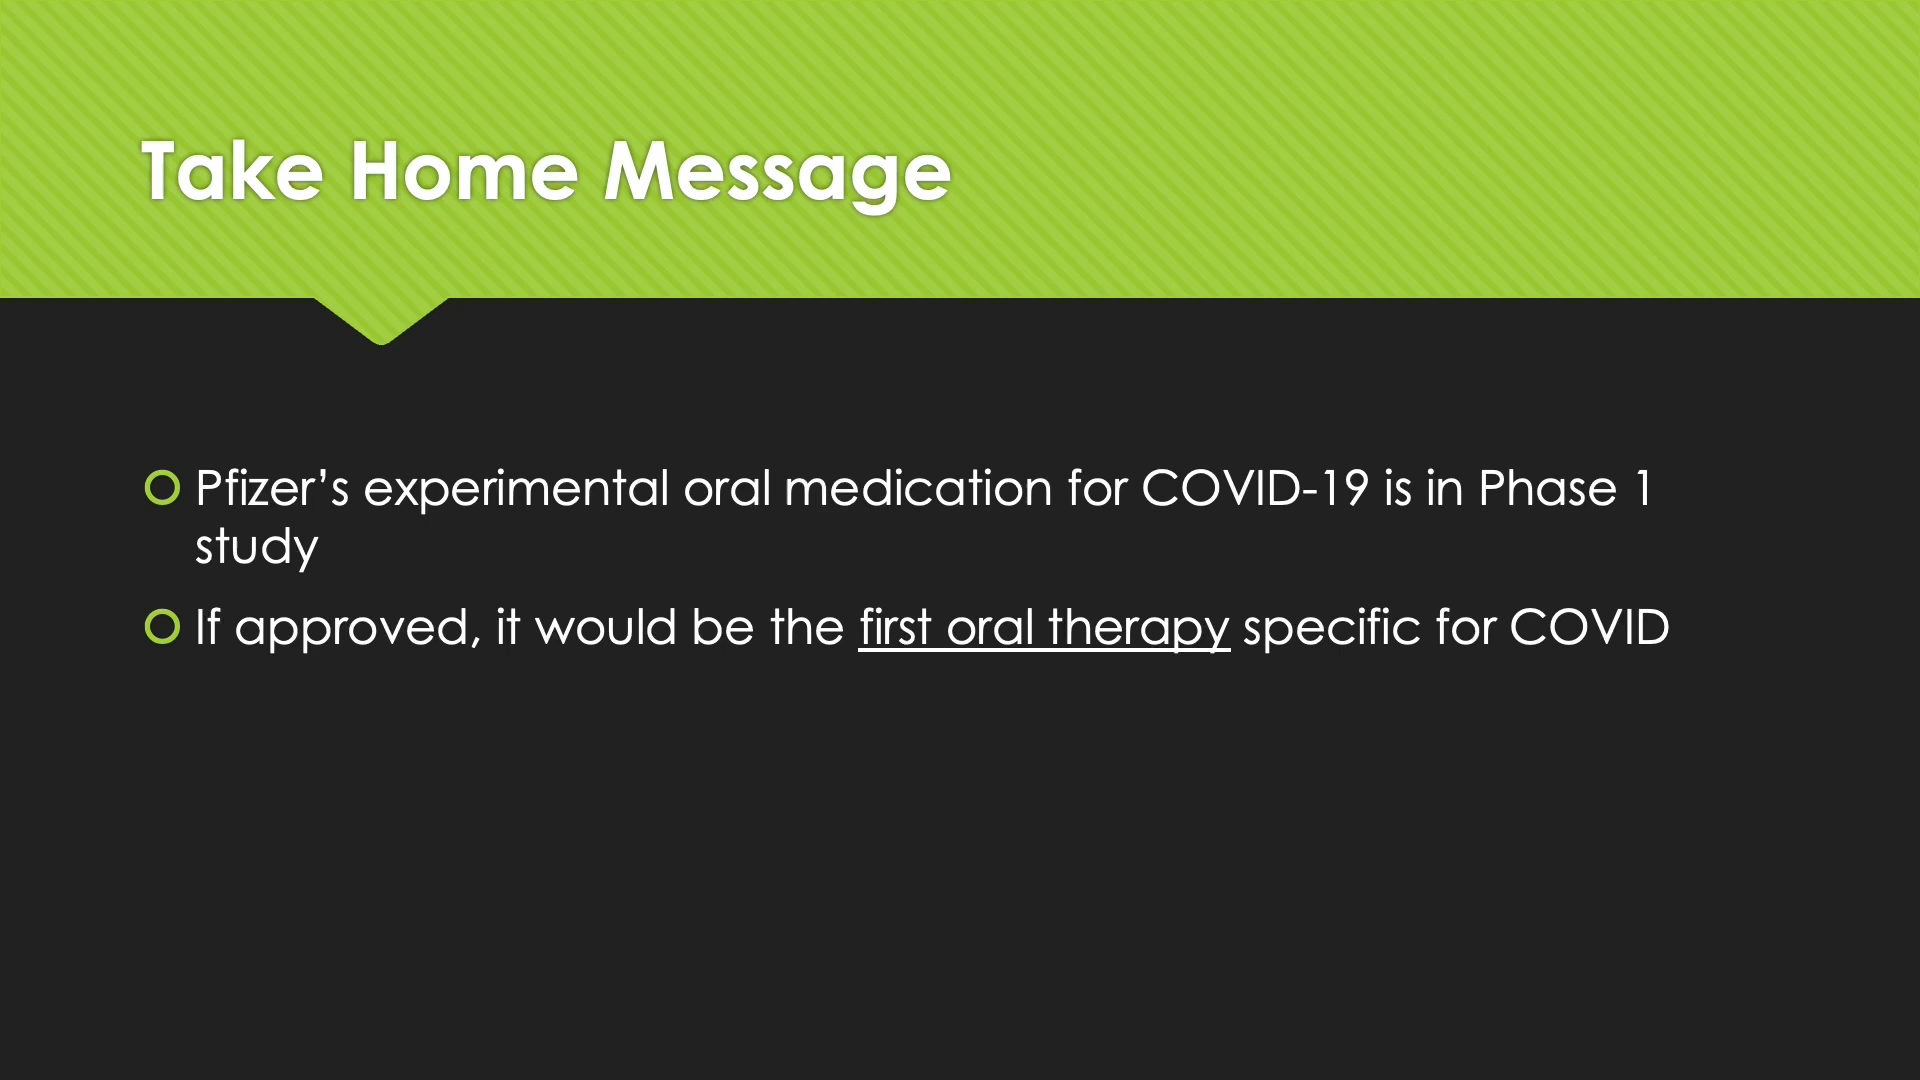 Take Home Message
Pfizer’s experimental oral medication for COVID-19 is in Phase 1
study
If approved, it would be the first oral therapy specific for COVID